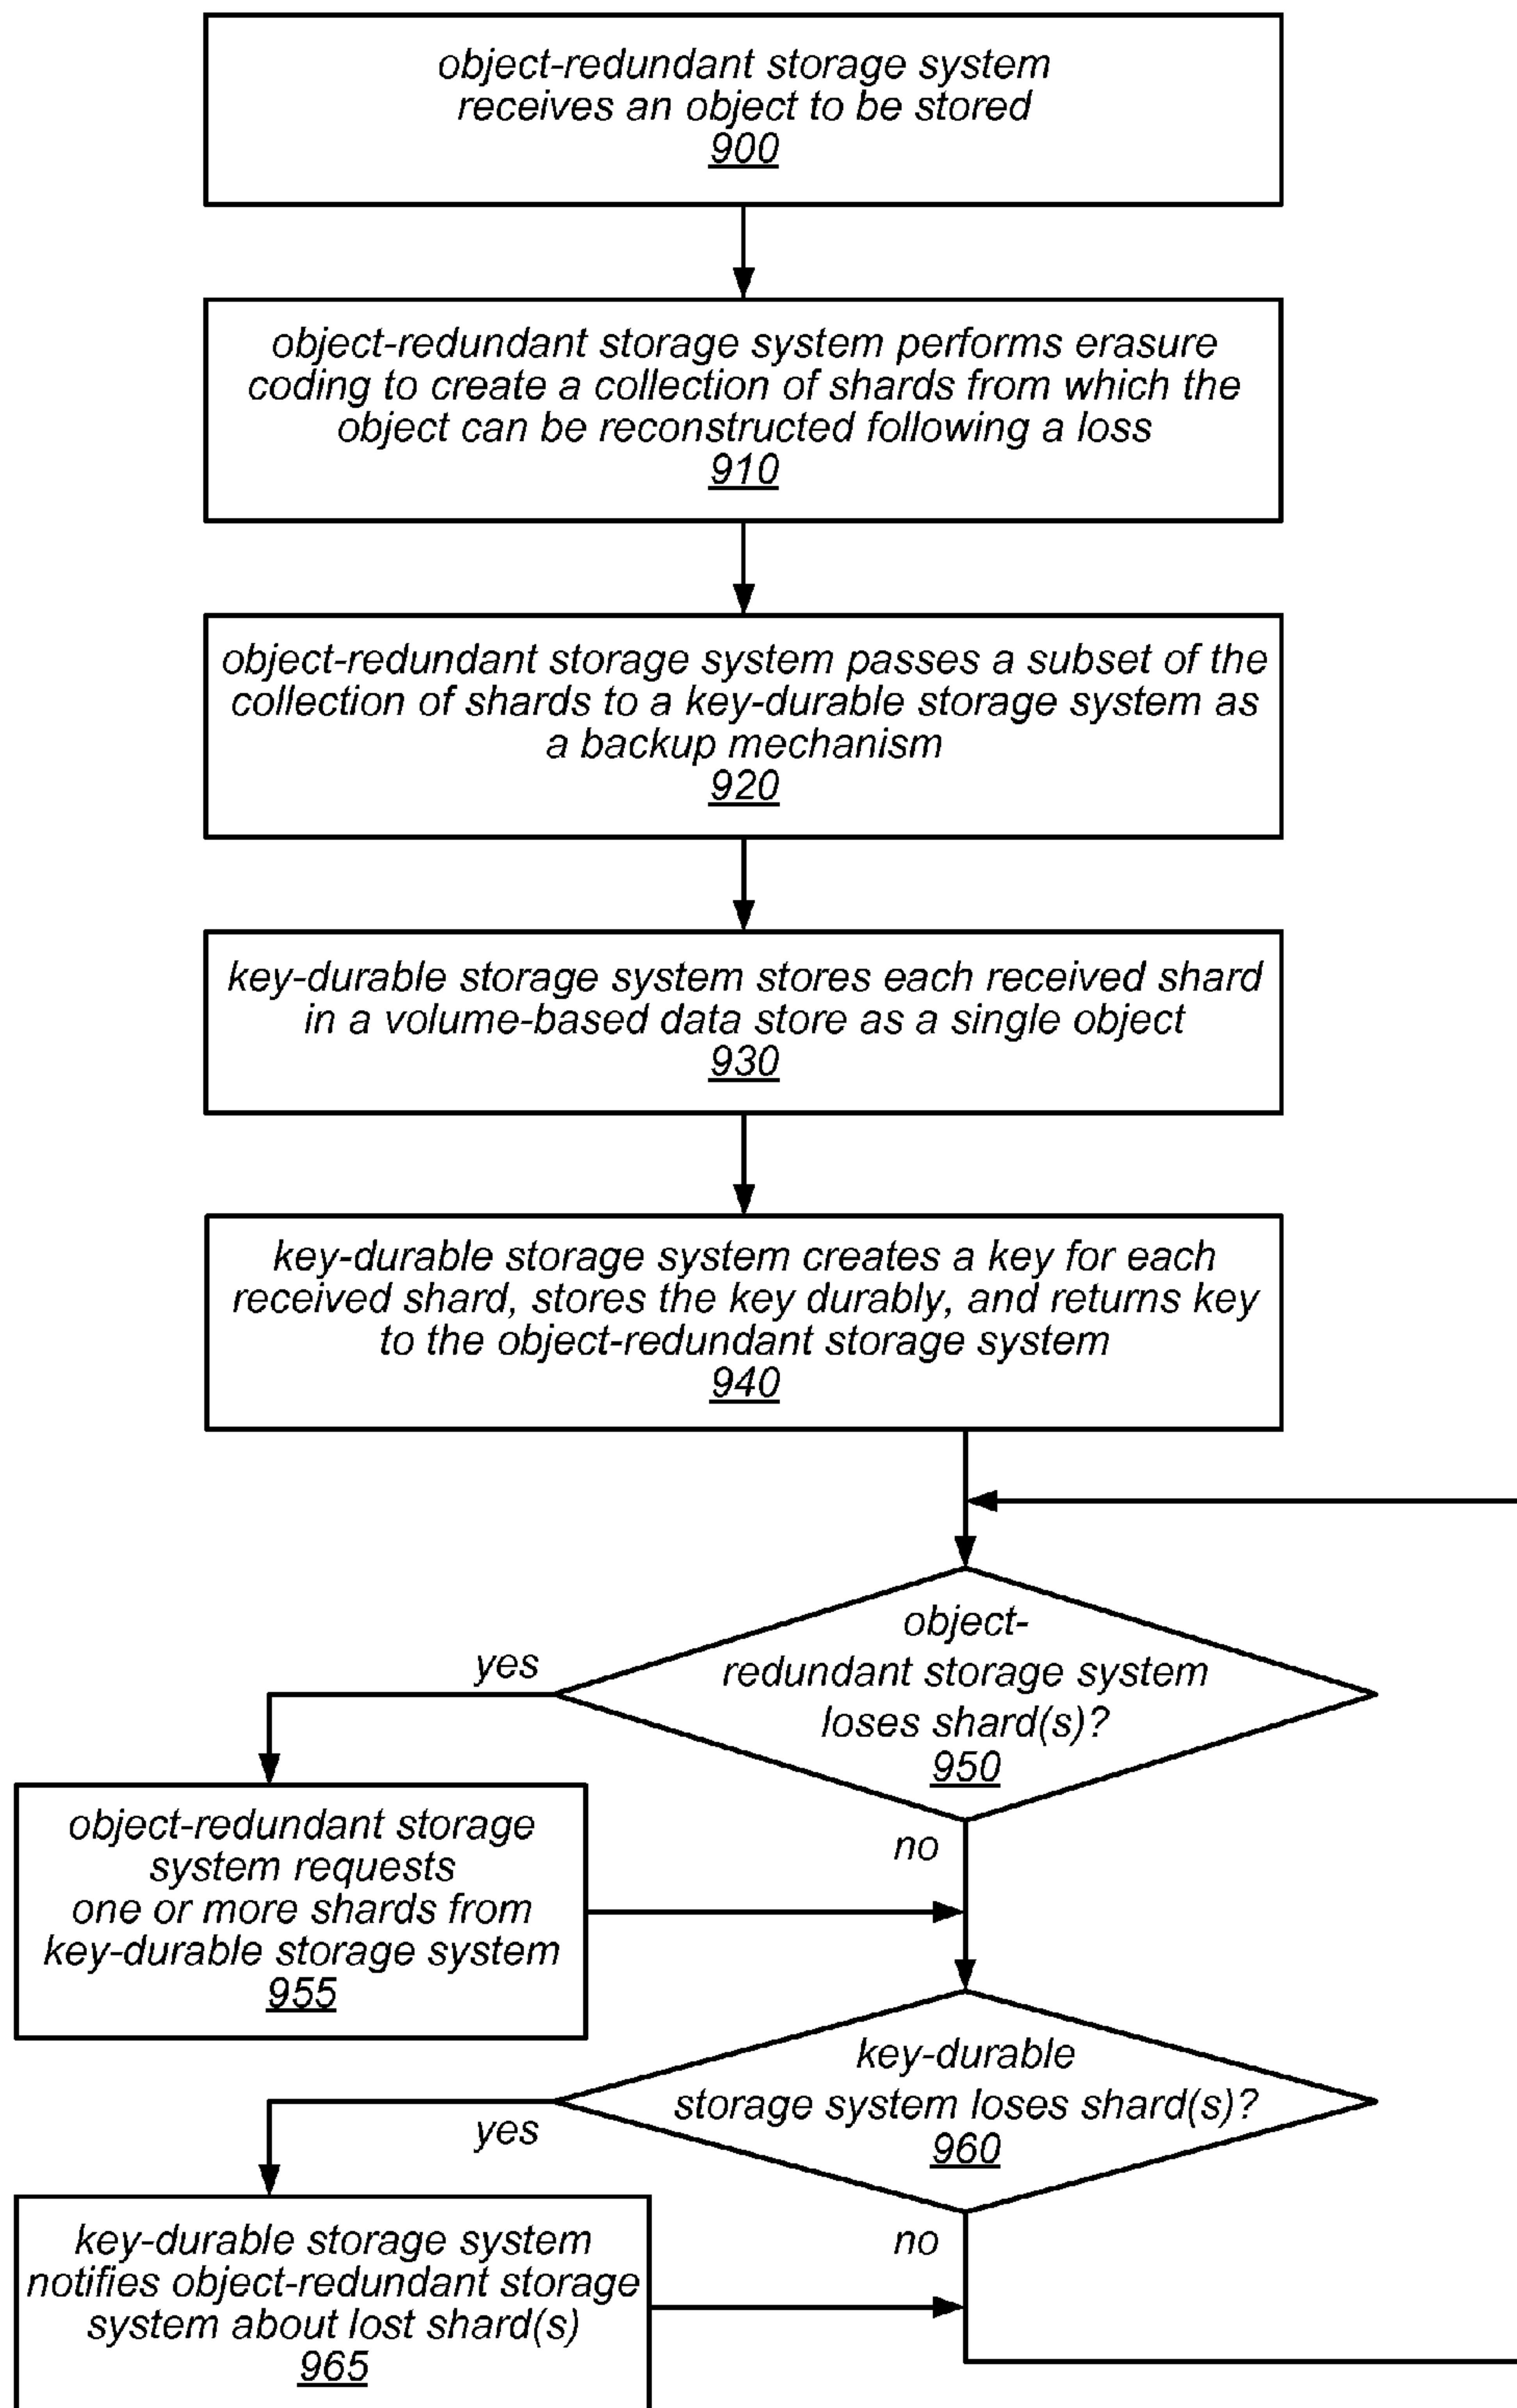 object-redundant storage system
receives an object to be stored
900
object-redundant storage system performs erasure
coding to create a collection of shards from which the
object can be reconstructed following a loss
910
object-redundant storage system passes a subset of the
collection of shards to a key-durable storage system as
a backup mechanism
920
key-durable storage system stores each received shard
in a volume-based data store as a single object
930
key-durable storage system creates a key for each
received shard, stores the key durably, and returns key
to the object-redundant storage system
940
object-
redundant storage system
loses shard(s)?
950
yes
no
object-redundant storage
system requests
one or more shards from
key-durable storage system
955
key-durable
storage system loses shard(s)?
960
yes
no
key-durable storage system
notifies object-redundant storage
system about lost shard(s)
965